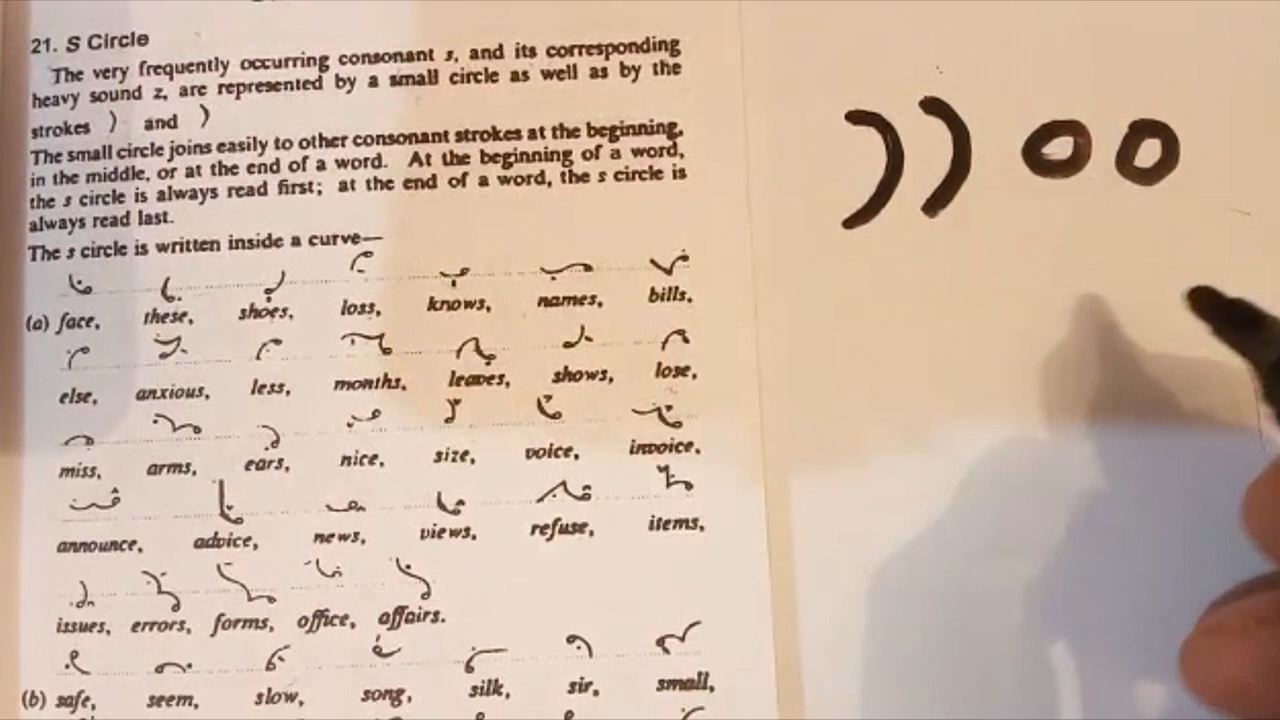 21. S Circle
The very frequently occurring consonant s, and its corresponding
heavy sound z, are represented by a small circle as well as by the
strokes ) and )
The small circle joins easily to other consonant strokes at the beginning,
in the middle, or at the end of a word. At the beginning of a word,
the s circle is always read first; at the end of a word, the s circle is
always read last.
The s circle is written inside a curve—
(a) face, these, shoes, loss, knows, names, bills,
else, anxious, less, months, leaves, shows, lose,
miss, arms, ears, nice, size, voice, invoice,
announce, advice, news, views, refuse, items,
issues, errors, forms, office, affairs.
(b) safe, seem, slow, song, silk, sir, small,